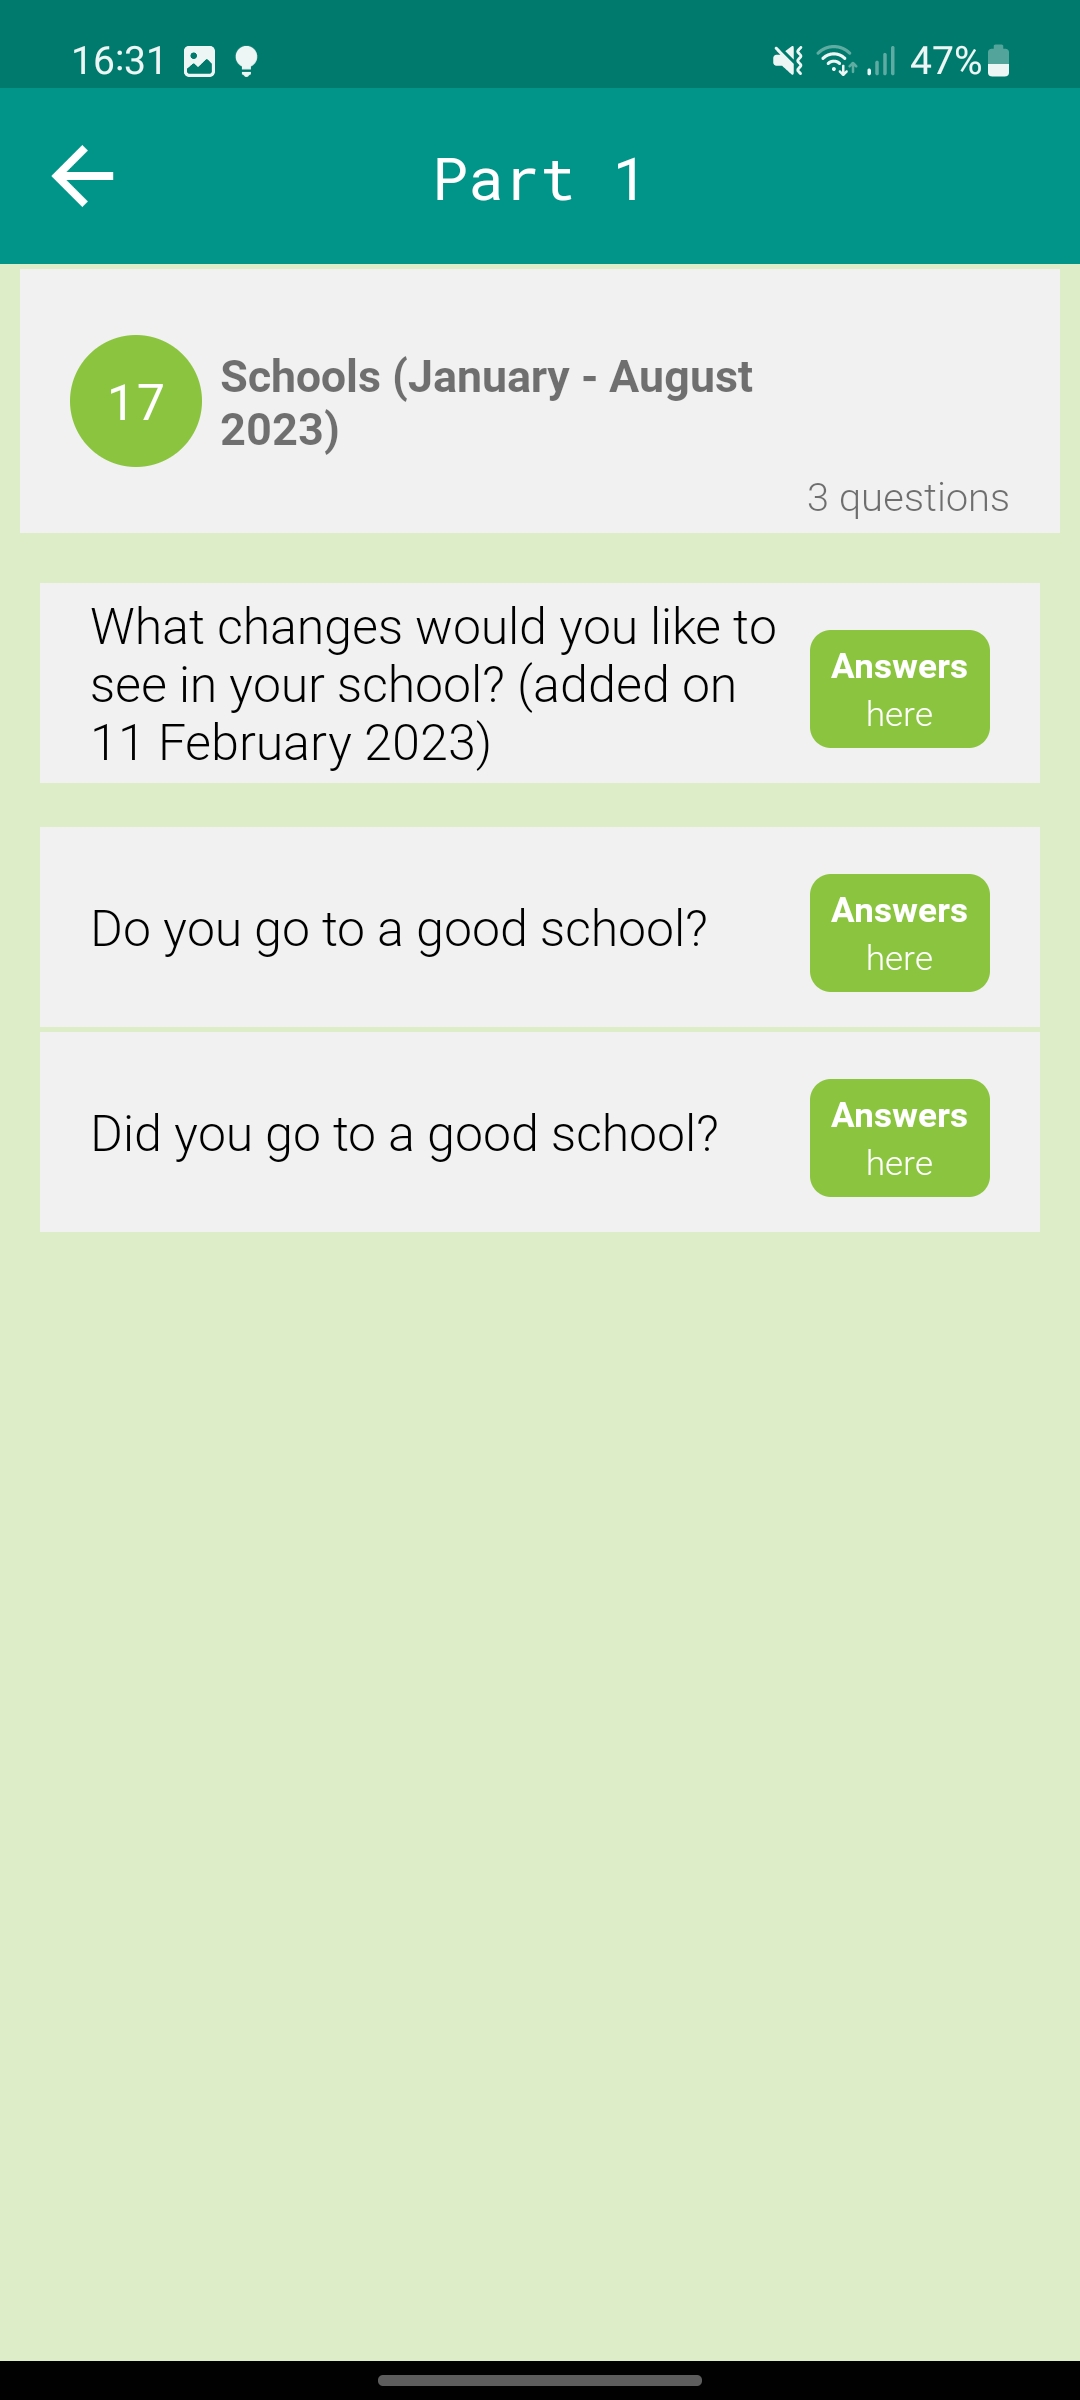 16:31
47%
Part 1
17
Schools (January - August
2023)
3 questions
What changes would you like to
see in your school? (added on
11 February 2023)
Answers
here
Do you go to a good school?
Answers
here
Did you go to a good school?
Answers
here